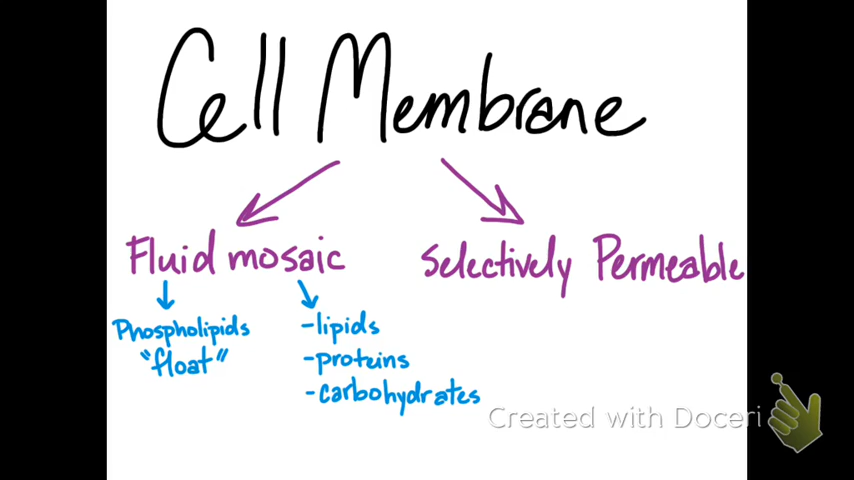 Cell Membrane
Fluid mosaic
Selectively Permeable
Phospholipids
"float"
-lipids
-proteins
-carbohydrates
Created with Doceri